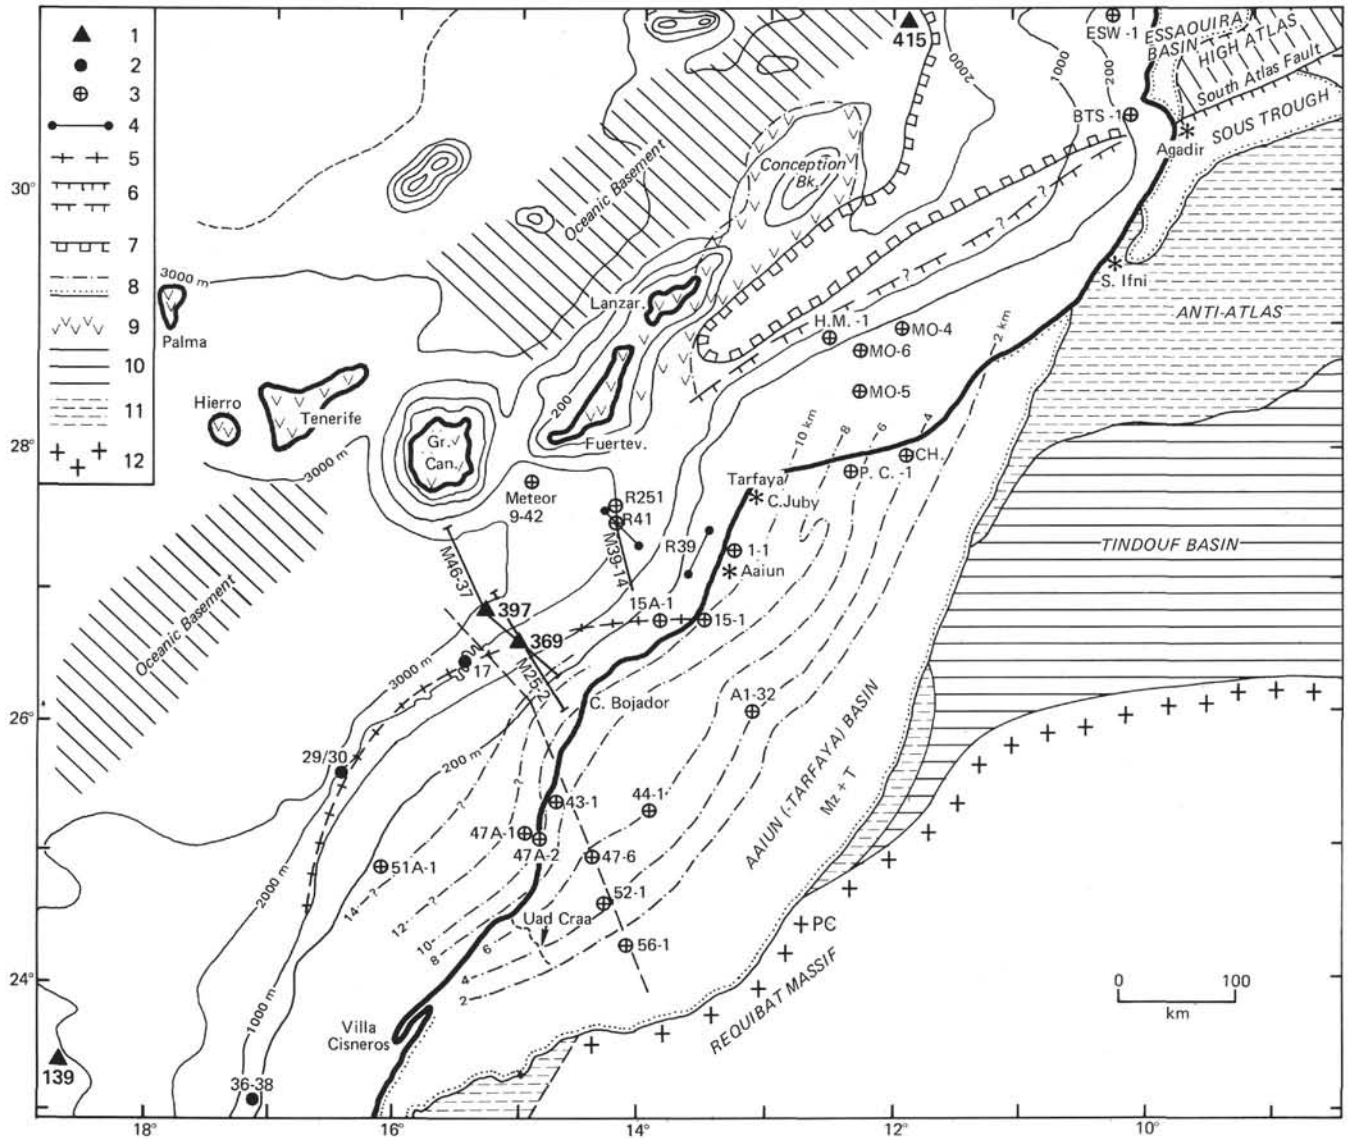 1
2
3
4
5
6
7
8
9
10
11
12
415
ESW -1
ESSAOUIRA
BASIN
HIGH ATLAS
South Atlas Fault
SOUS TROUGH
2000
1000
200
BTS -1
Agadir
30°
Oceanic Basement
Conception
Bk.
?
?
?
S. Ifni
ANTI-ATLAS
3000 m
Palma
Lanzar.
H.M. -1
MO-4
MO-6
MO-5
2 km
Hierro
Tenerife
200
Fuertev.
10 km
8
6
4
28°
3000 m
Gr.
Can.
Meteor
9-42
R251
R41
Tarfaya
C.Juby
P. C. -1
CH.
M46-37
M39-14
R39
1-1
Aaiun
TINDOUF BASIN
Oceanic Basement
397
369
15A-1
15-1
3000 m
17
M25-2
C. Bojador
A1-32
26°
29/30
200 m
?
?
43-1
44-1
AAIUN (-TARFAYA) BASIN
Mz + T
47A-1
47A-2
47-6
2000 m
51A-1
14
?
12
?
10
8
6
4
2
52-1
Uad Craa
56-1
PЄ
REQUIBAT MASSIF
24°
1000 m
Villa
Cisneros
0
100
km
139
36-38
18°
16°
14°
12°
10°